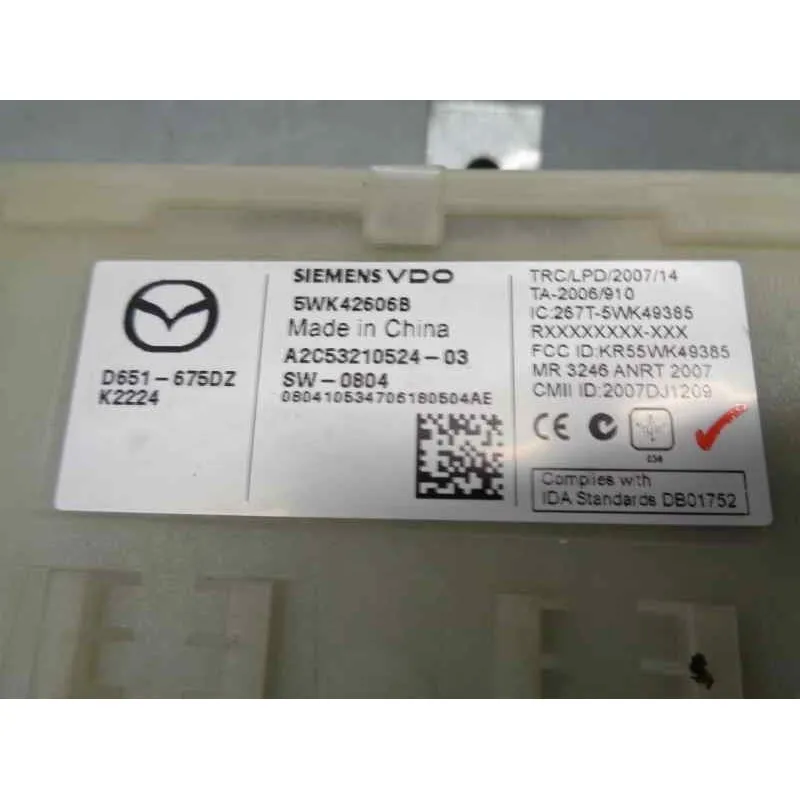 D651-675DZ
K2224
SIEMENS VDO
5WK42606B
Made in China
A2C53210524-03
SW-0804
080410534706180504AE
TRC/LPD/2007/14
TA-2006/910
IC:267T-5WK49385
RXXXXXXXX-XXX
FCC ID:KR55WK49385
MR 3246 ANRT 2007
CMII ID:2007DJ1209
CE
034
Complies with
IDA Standards DB01752